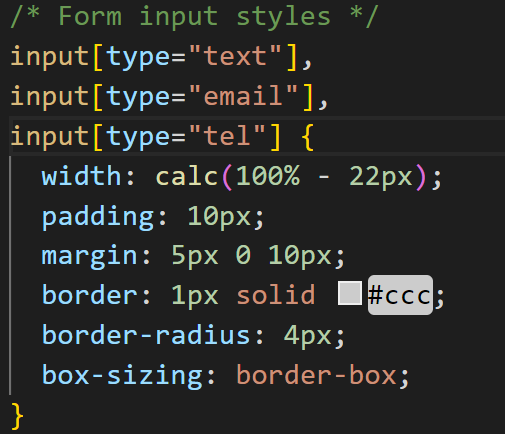 /* Form input styles */
input[type="text"],
input[type="email"],
input[type="tel"] {
width: calc(100% - 22px);
padding: 10px;
margin: 5px 0 10px;
border: 1px solid #ccc;
border-radius: 4px;
box-sizing: border-box;
}